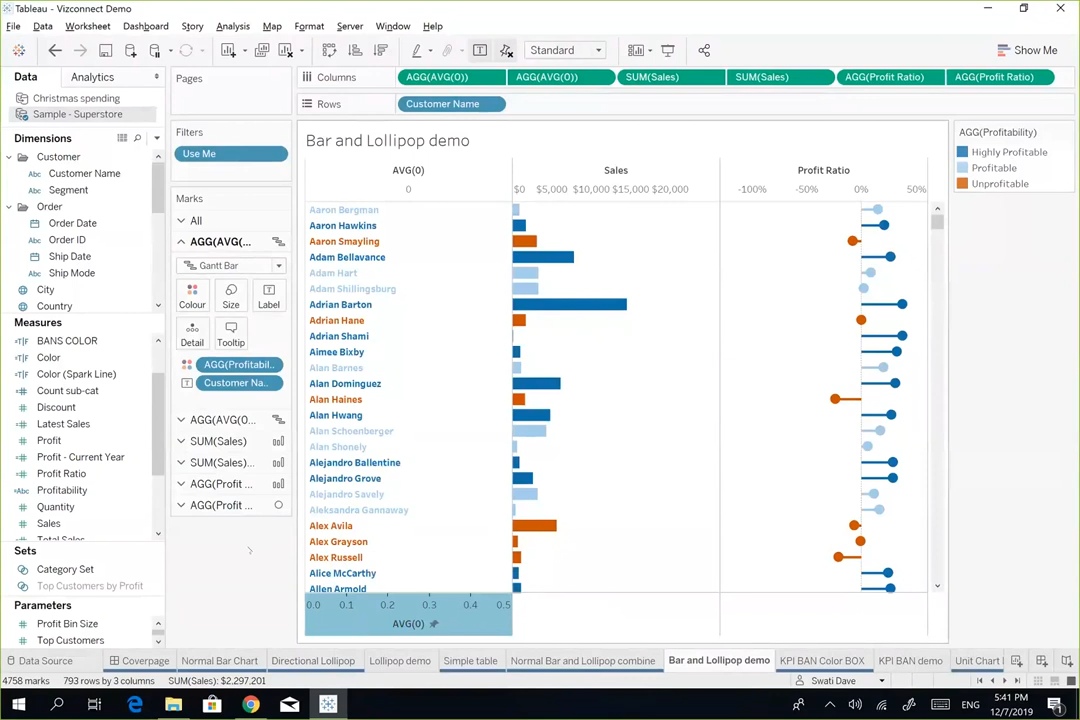 Tableau - Vizconnect Demo
File Data Worksheet Dashboard Story Analysis Map Format Server Window Help
Standard
Show Me
Data
Analytics
Christmas spending
Sample - Superstore
Dimensions
Customer
Abc Customer Name
Abc Segment
Order
Order Date
Abc Order ID
Ship Date
Abc Ship Mode
City
Country
Measures
=T|F BANS COLOR
=T|F Color
# Color (Spark Line)
# Count sub-cat
# Discount
# Latest Sales
# Profit
# Profit - Current Year
# Profit Ratio
=Abc Profitability
# Quantity
# Sales
Total Sales
Sets
Category Set
Top Customers by Profit
Parameters
# Profit Bin Size
# Top Customers
Pages
Filters
Use Me
Marks
All
AGG(AVG(...
Gantt Bar
Colour
Size
Label
Detail
Tooltip
AGG(Profitabil..
Customer Na..
AGG(AVG(0...
SUM(Sales)
SUM(Sales)...
AGG(Profit ...
AGG(Profit ...
Columns
AGG(AVG(0))
AGG(AVG(0))
SUM(Sales)
SUM(Sales)
AGG(Profit Ratio)
AGG(Profit Ratio)
Rows
Customer Name
Bar and Lollipop demo
AVG(0)
Sales
Profit Ratio
0
$0 $5,000 $10,000 $15,000 $20,000
-100% -50% 0% 50%
Aaron Bergman
Aaron Hawkins
Aaron Smayling
Adam Bellavance
Adam Hart
Adam Shillingsburg
Adrian Barton
Adrian Hane
Adrian Shami
Aimee Bixby
Alan Barnes
Alan Dominguez
Alan Haines
Alan Hwang
Alan Schoenberger
Alan Shonely
Alejandro Ballentine
Alejandro Grove
Alejandro Savely
Aleksandra Gannaway
Alex Avila
Alex Grayson
Alex Russell
Alice McCarthy
Allen Arnold
0.0 0.1 0.2 0.3 0.4 0.5
AVG(0)
AGG(Profitability)
Highly Profitable
Profitable
Unprofitable
Data Source
Coverpage
Normal Bar Chart
Directional Lollipop
Lollipop demo
Simple table
Normal Bar and Lollipop combine
Bar and Lollipop demo
KPI BAN Color BOX
KPI BAN demo
Unit Chart
4758 marks
793 rows by 3 columns
SUM(Sales): $2,297,201
Swati Dave
ENG
5:41 PM
12/7/2019
1